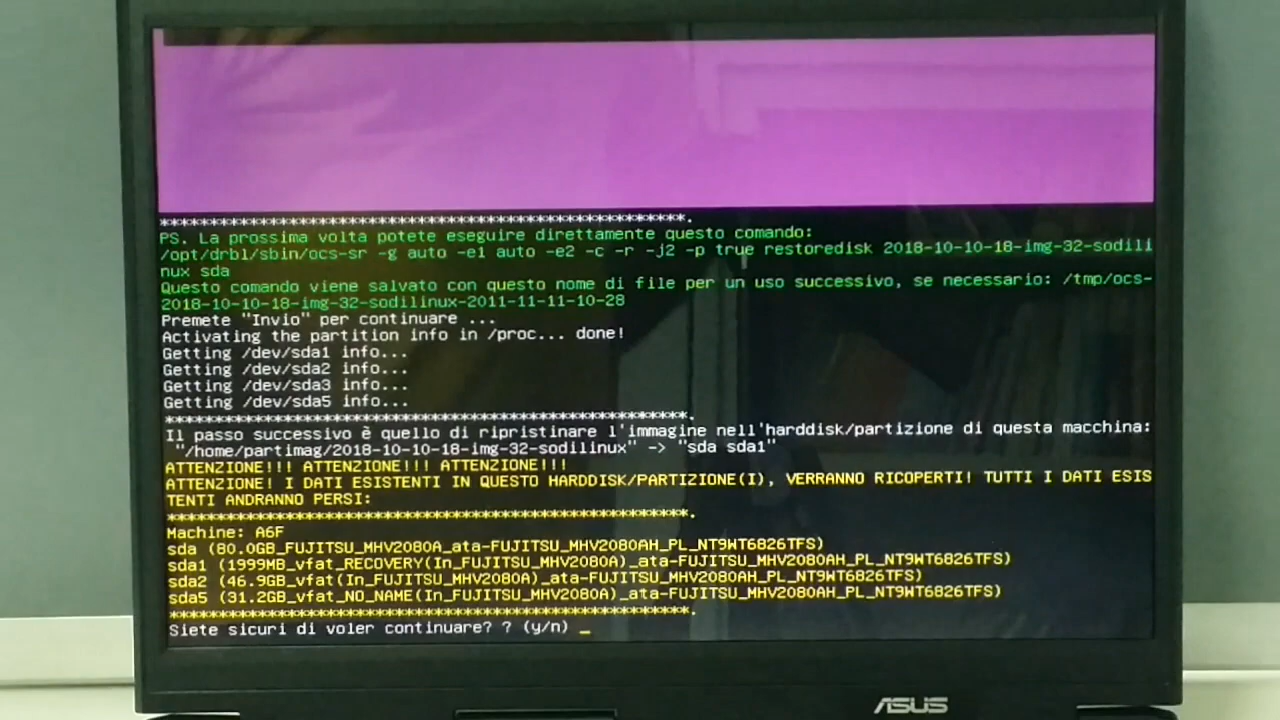 ****************************************************.
PS. La prossima volta potete eseguire direttamente questo comando:
/opt/drbl/sbin/ocs-sr -g auto -e1 auto -e2 -c -r -j2 -p true restoredisk 2018-10-10-18-img-32-sodili
nux sda
Questo comando viene salvato con questo nome di file per un uso successivo, se necessario: /tmp/ocs-
2018-10-10-18-img-32-sodilinux-2011-11-11-10-28
Premete "Invio" per continuare ...
Activating the partition info in /proc... done!
Getting /dev/sda1 info...
Getting /dev/sda2 info...
Getting /dev/sda3 info...
Getting /dev/sda5 info...
****************************************************.
Il passo successivo è quello di ripristinare l'immagine nell'harddisk/partizione di questa macchina:
"/home/partimag/2018-10-10-18-img-32-sodilinux" -> "sda sda1"
ATTENZIONE!!! ATTENZIONE!!! ATTENZIONE!!!
ATTENZIONE! I DATI ESISTENTI IN QUESTO HARDDISK/PARTIZIONE(I), VERRANNO RICOPERTI! TUTTI I DATI ESIS
TENTI ANDRANNO PERSI:
****************************************************.
Machine: A6F
sda (80.0GB_FUJITSU_MHV2080A_ata-FUJITSU_MHV2080AH_PL_NT9WT6826TFS)
sda1 (1999MB_vfat_RECOVERY(In_FUJITSU_MHV2080A)_ata-FUJITSU_MHV2080AH_PL_NT9WT6826TFS)
sda2 (46.9GB_vfat(In_FUJITSU_MHV2080A)_ata-FUJITSU_MHV2080AH_PL_NT9WT6826TFS)
sda5 (31.2GB_vfat_NO_NAME(In_FUJITSU_MHV2080A)_ata-FUJITSU_MHV2080AH_PL_NT9WT6826TFS)
****************************************************.
Siete sicuri di voler continuare? ? (y/n) _
ASUS